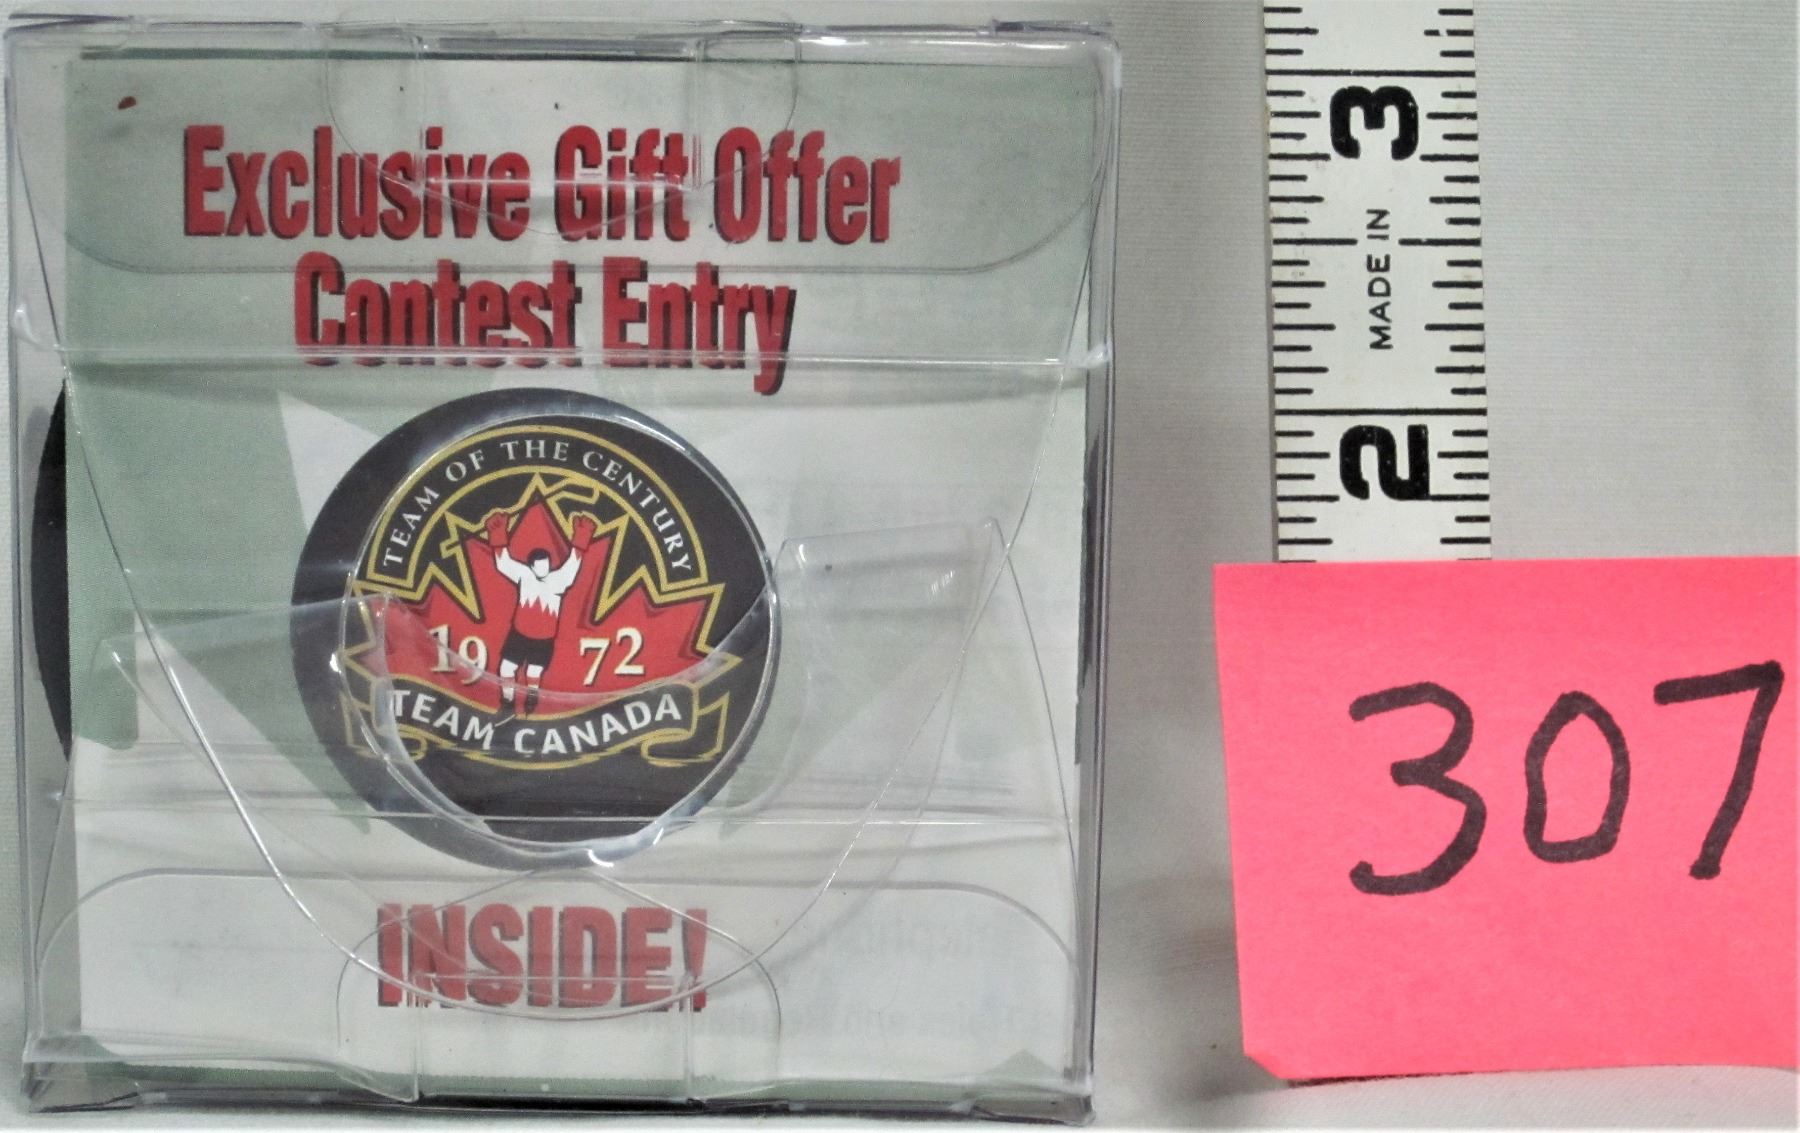 Exclusive Gift Offer
Contest Entry
TEAM OF THE CENTURY
19 72
TEAM CANADA
INSIDE!
3
MADE IN
2
307